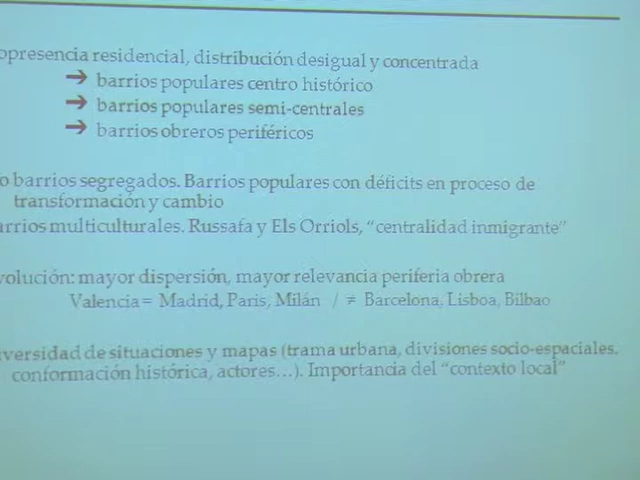 opresencia residencial, distribución desigual y concentrada
➔ barrios populares centro histórico
➔ barrios populares semi-centrales
➔ barrios obreros periféricos
o barrios segregados. Barrios populares con déficits en proceso de
transformación y cambio
arrios multiculturales. Russafa y Els Orriols, “centralidad inmigrante”
volución: mayor dispersión, mayor relevancia periferia obrera
Valencia = Madrid, Paris, Milán / ≠ Barcelona, Lisboa, Bilbao
versidad de situaciones y mapas (trama urbana, divisiones socio-espaciales,
conformación histórica, actores…). Importancia del “contexto local”